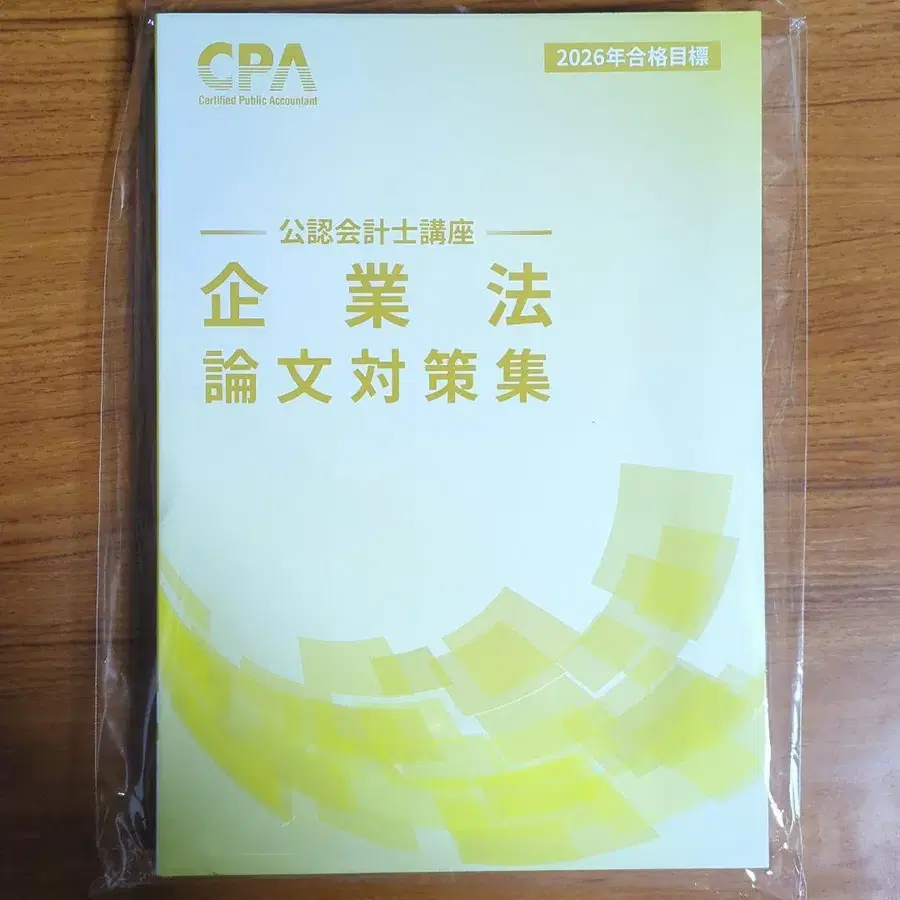 CPA
Certified Public Accountant
2026年合格目標
公認会計士講座
企業法
論文対策集